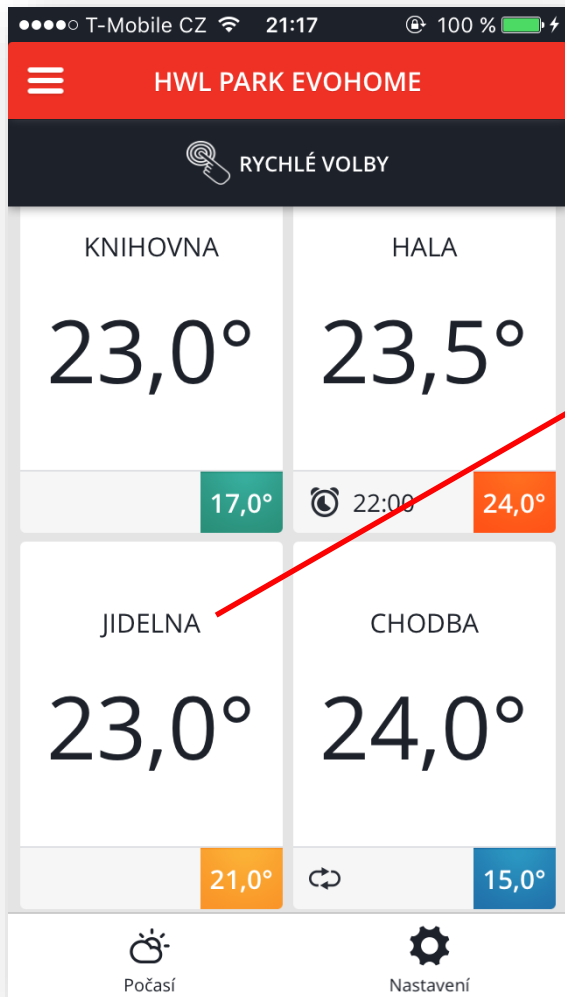 T-Mobile CZ 21:17 100 %
HWL PARK EVOHOME
RYCHLÉ VOLBY
KNIHOVNA
23,0°
17,0°
HALA
23,5°
22:00 24,0°
JIDELNA
23,0°
21,0°
CHODBA
24,0°
15,0°
Počasí
Nastavení